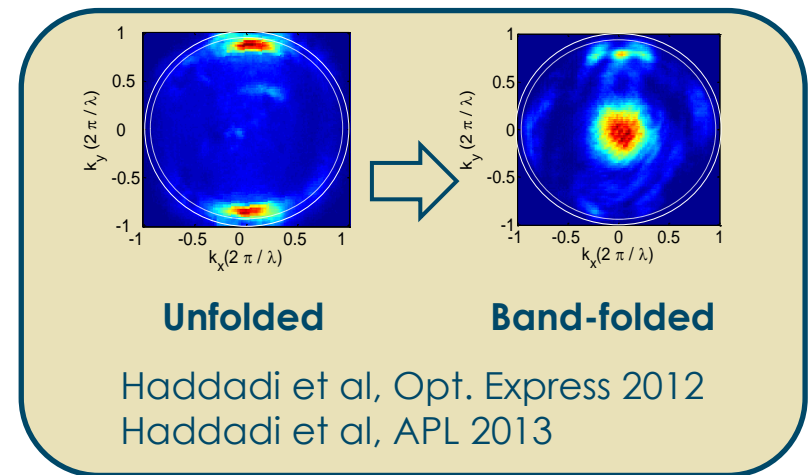 1
0.5
0
-0.5
-1
k_y (2 π / λ)
-1 -0.5 0 0.5 1
k_x(2 π / λ)
1
0.5
0
-0.5
-1
k_y (2 π / λ)
-1 -0.5 0 0.5 1
k_x(2 π / λ)
Unfolded
Band-folded
Haddadi et al, Opt. Express 2012
Haddadi et al, APL 2013